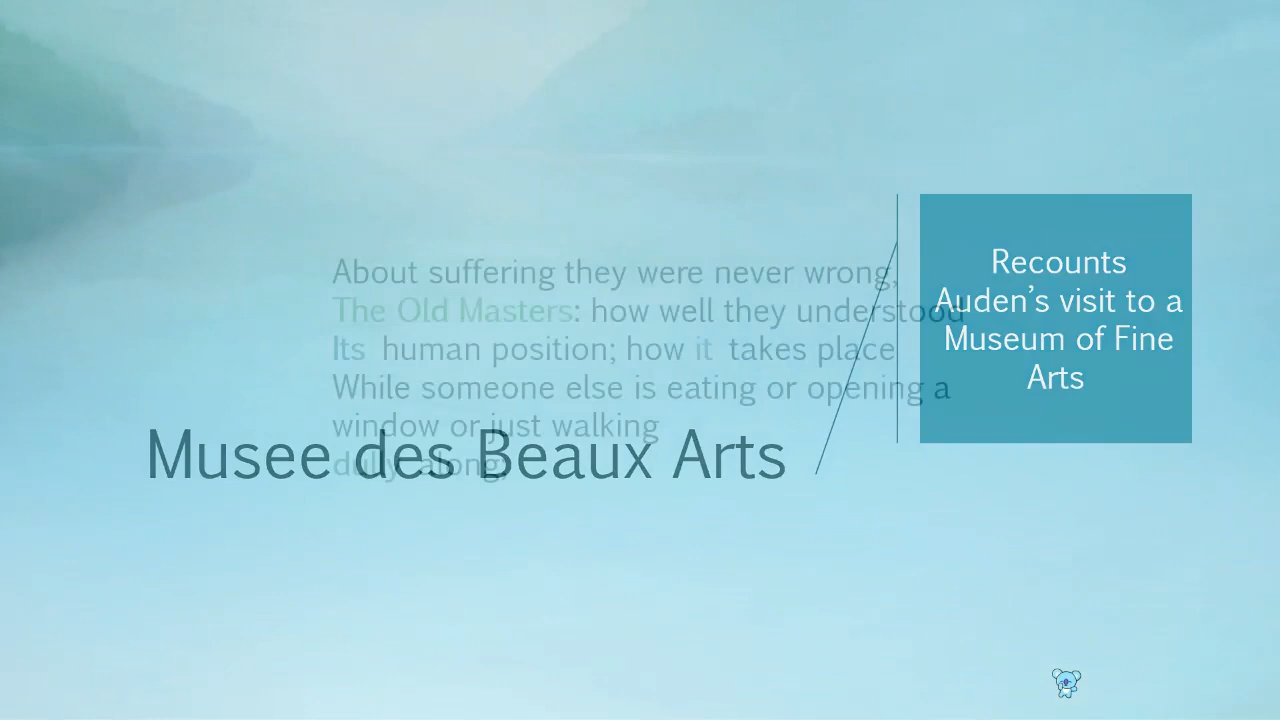 About suffering they were never wrong,
The Old Masters: how well they understood
Its human position; how it takes place
While someone else is eating or opening a
window or just walking
dully along;
Musee des Beaux Arts
Recounts
Auden’s visit to a
Museum of Fine
Arts